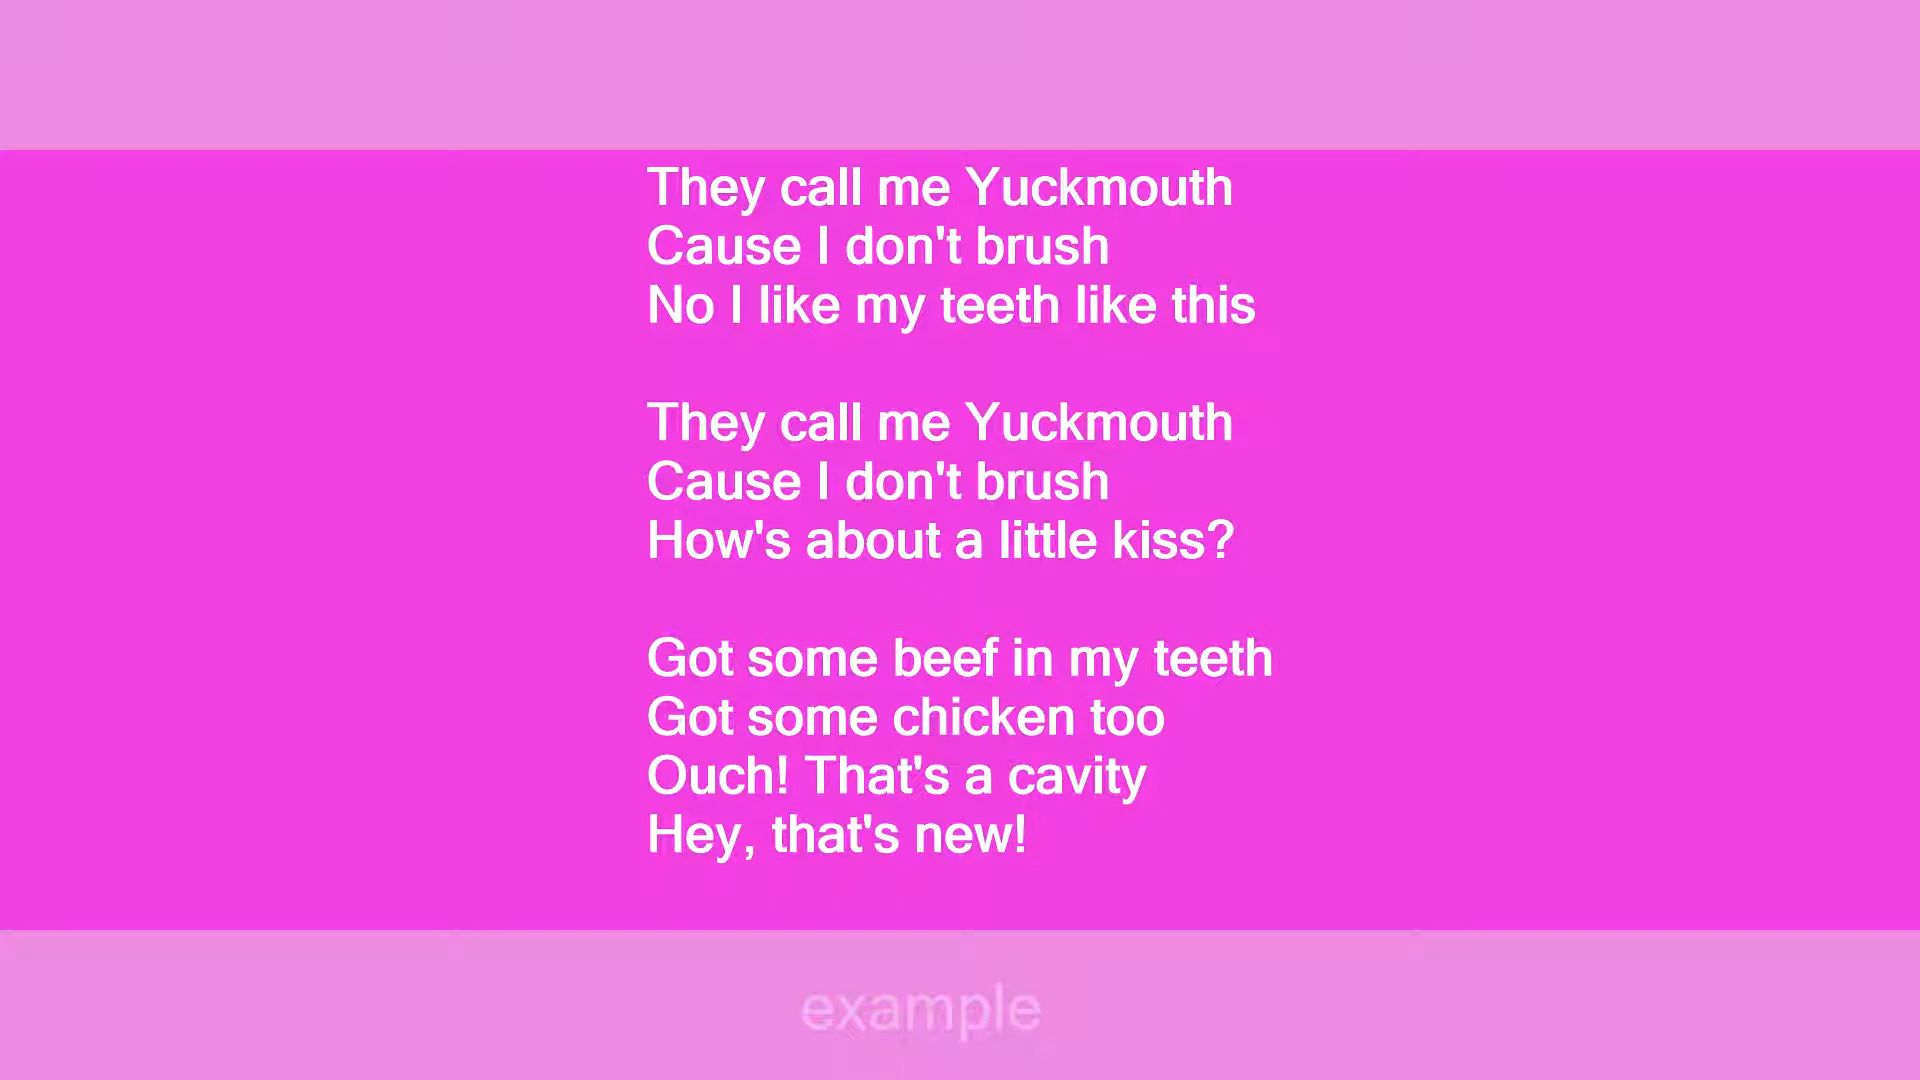 They call me Yuckmouth
Cause I don't brush
No I like my teeth like this
They call me Yuckmouth
Cause I don't brush
How's about a little kiss?
Got some beef in my teeth
Got some chicken too
Ouch! That's a cavity
Hey, that's new!
example